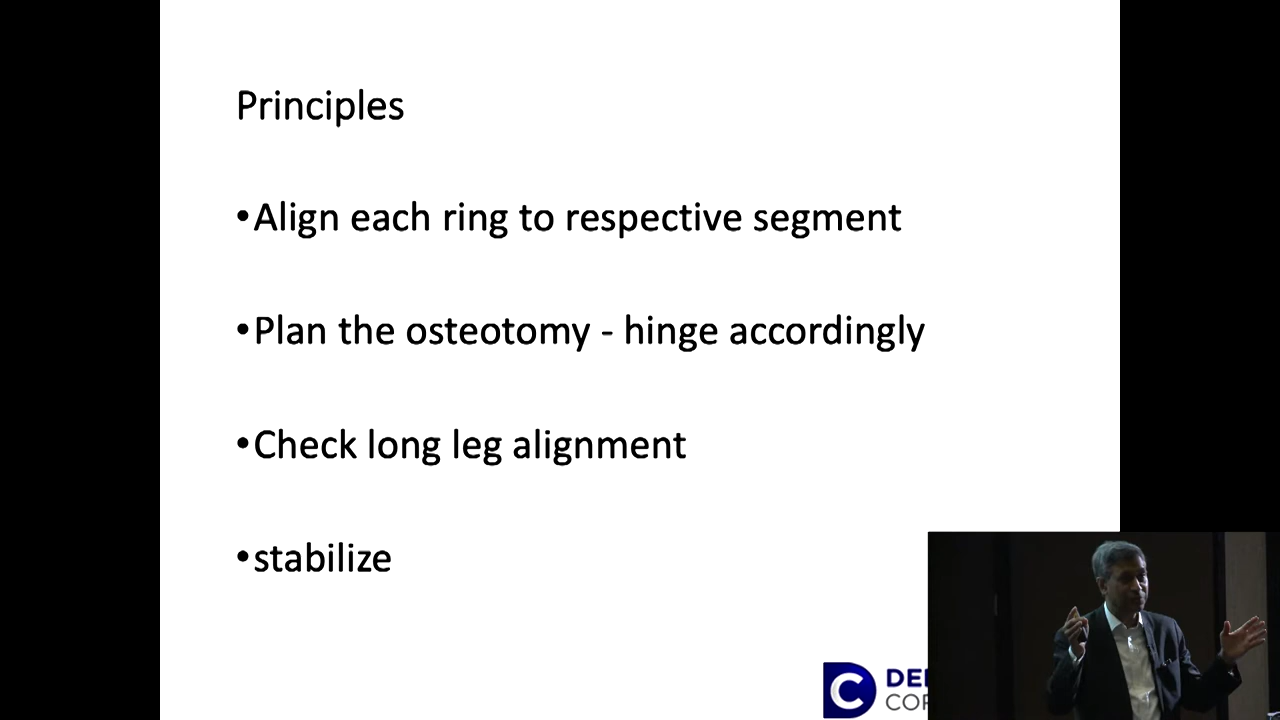 Principles
•Align each ring to respective segment
•Plan the osteotomy - hinge accordingly
•Check long leg alignment
•stabilize